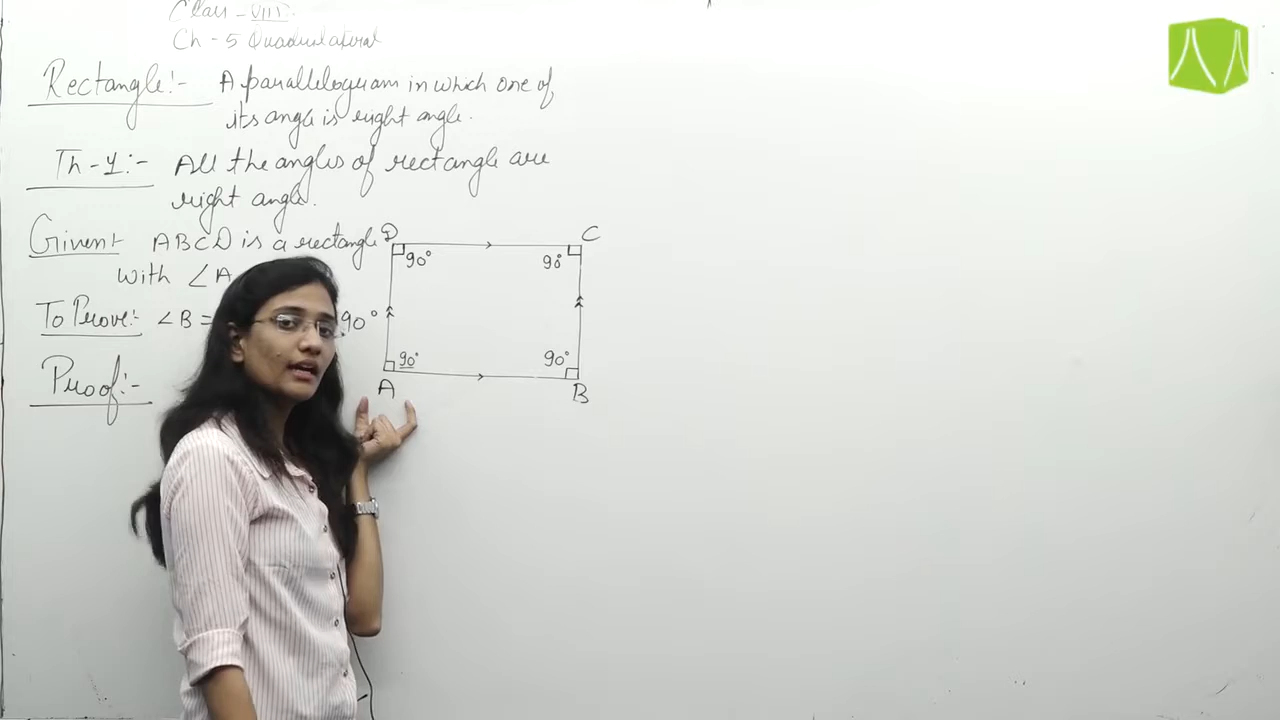 Class - VIII.
Ch - 5 Quadrilateral
Rectangle:- A parallelogram in which one of
its angle is right angle.
Th - 1:- All the angles of rectangle are
right angle.
Given:- ABCD is a rectangle
with ∠A
To Prove:- ∠B = 90°
Proof:-
D C
90° 90°
90° 90°
A B